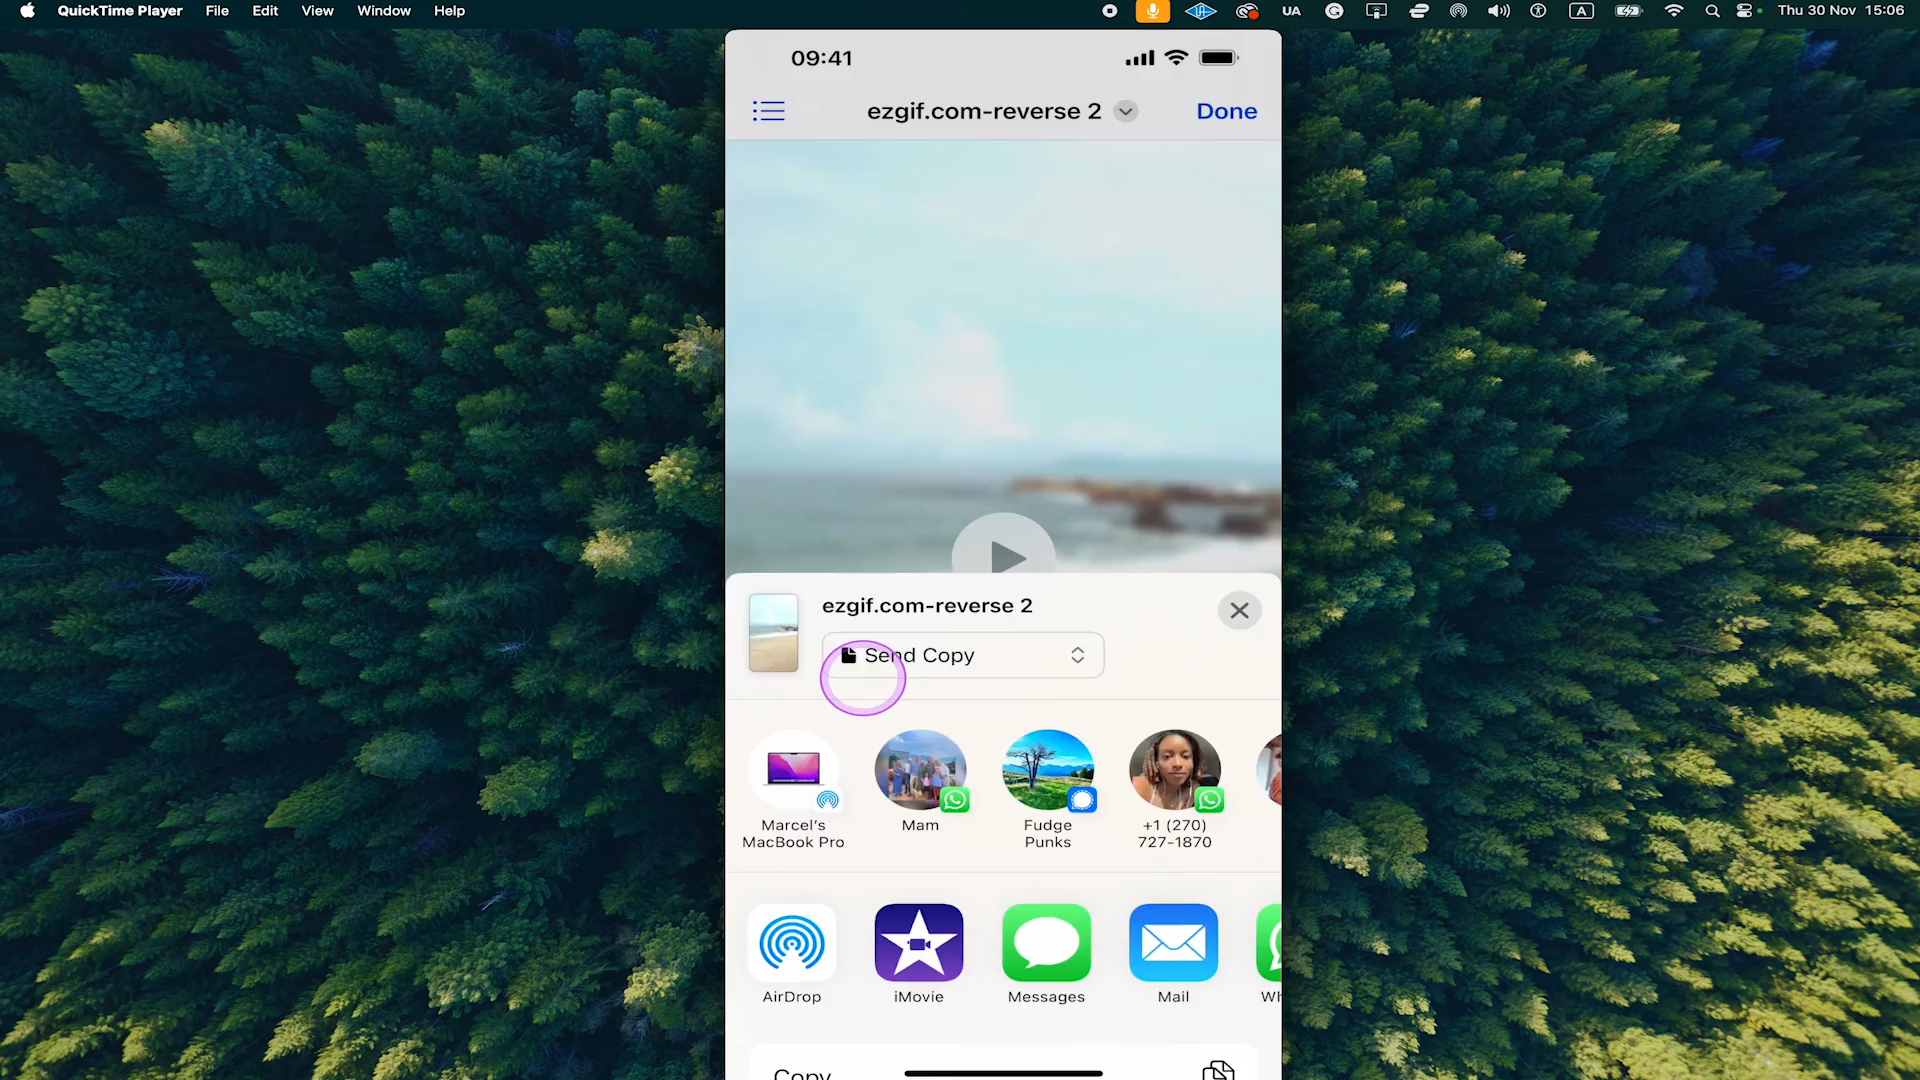 QuickTime Player File Edit View Window Help UA A Thu 30 Nov 15:06
09:41
ezgif.com-reverse 2 Done
ezgif.com-reverse 2
Send Copy
Marcel's
MacBook Pro
Mam
Fudge
Punks
+1 (270)
727-1870
AirDrop iMovie Messages Mail Wh
Copy